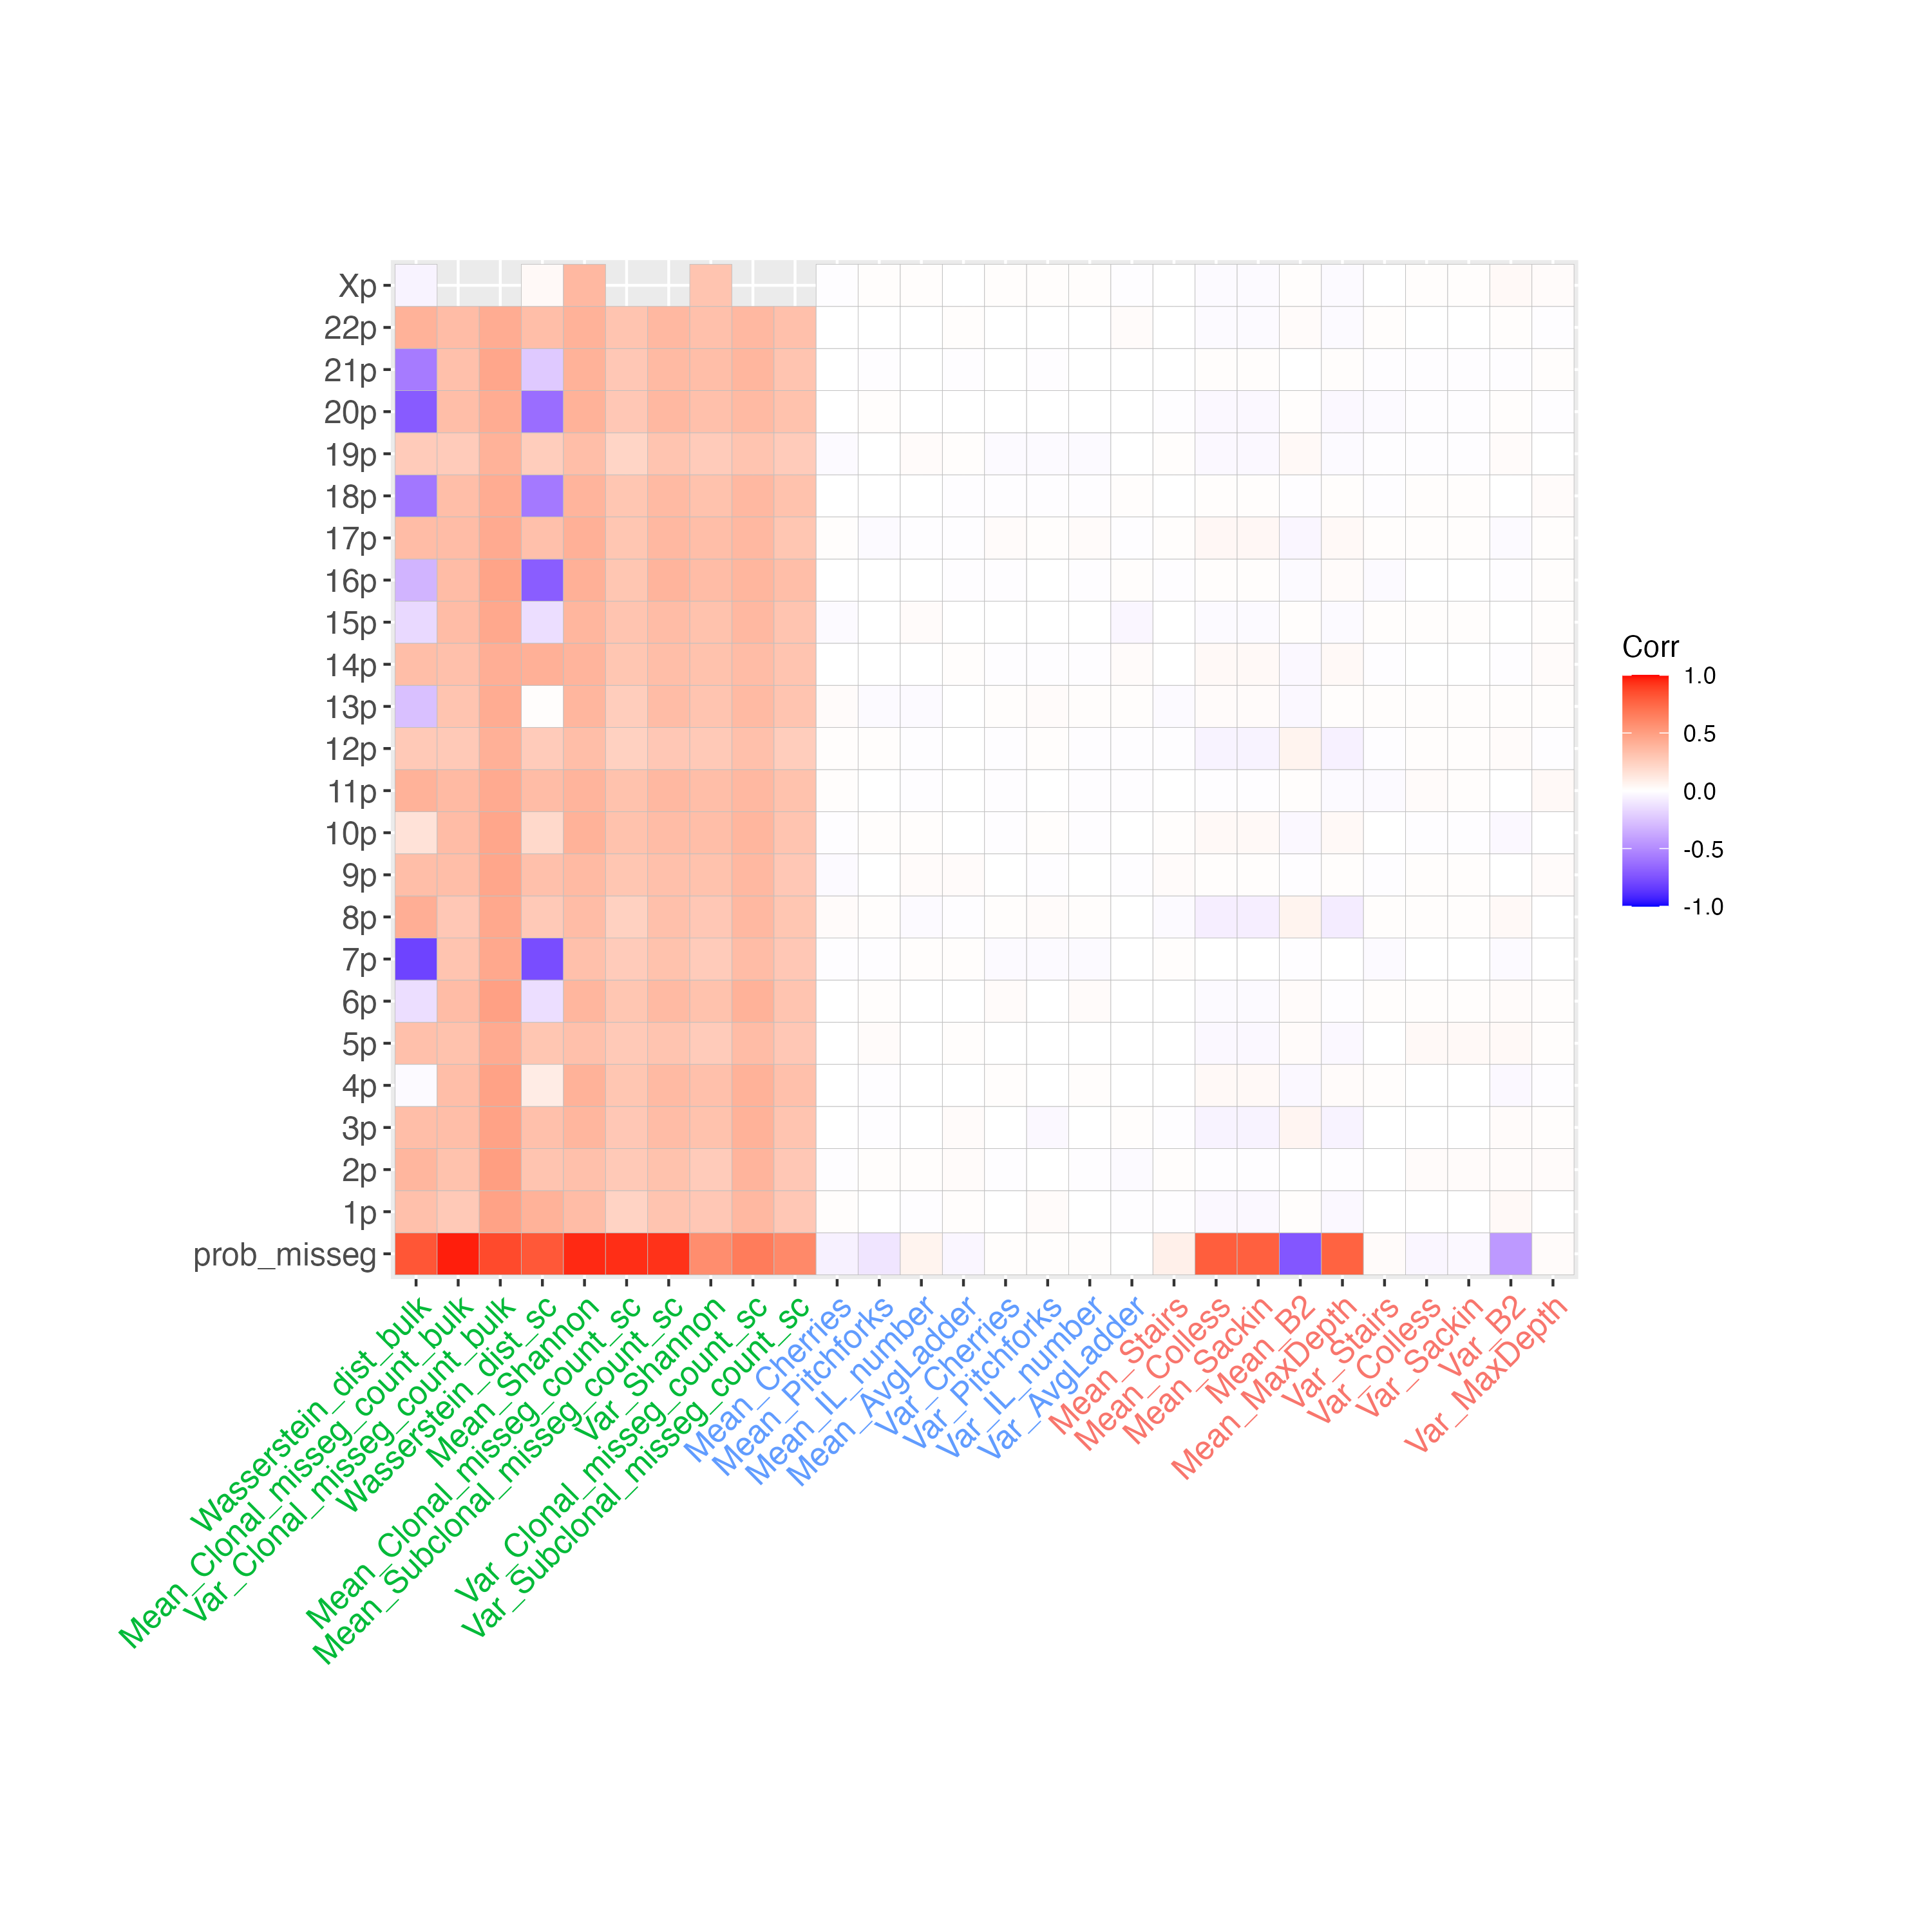 Xp
22p
21p
20p
19p
18p
17p
16p
15p
14p
13p
12p
11p
10p
9p
8p
7p
6p
5p
4p
3p
2p
1p
prob_misseg
Wasserstein_dist_bulk
Mean_Clonal_misseg_count_bulk
Var_Clonal_misseg_count_bulk
Wasserstein_dist_sc
Mean_Shannon
Mean_Clonal_misseg_count_sc
Mean_Subclonal_misseg_count_sc
Var_Shannon
Var_Clonal_misseg_count_sc
Var_Subclonal_misseg_count_sc
Mean_Cherries
Mean_Pitchforks
Mean_IL_number
Mean_AvgLadder
Var_Cherries
Var_Pitchforks
Var_IL_number
Var_AvgLadder
Mean_Stairs
Mean_Colless
Mean_Sackin
Mean_B2
Mean_MaxDepth
Var_Stairs
Var_Colless
Var_Sackin
Var_B2
Var_MaxDepth
Corr
1.0
0.5
0.0
-0.5
-1.0